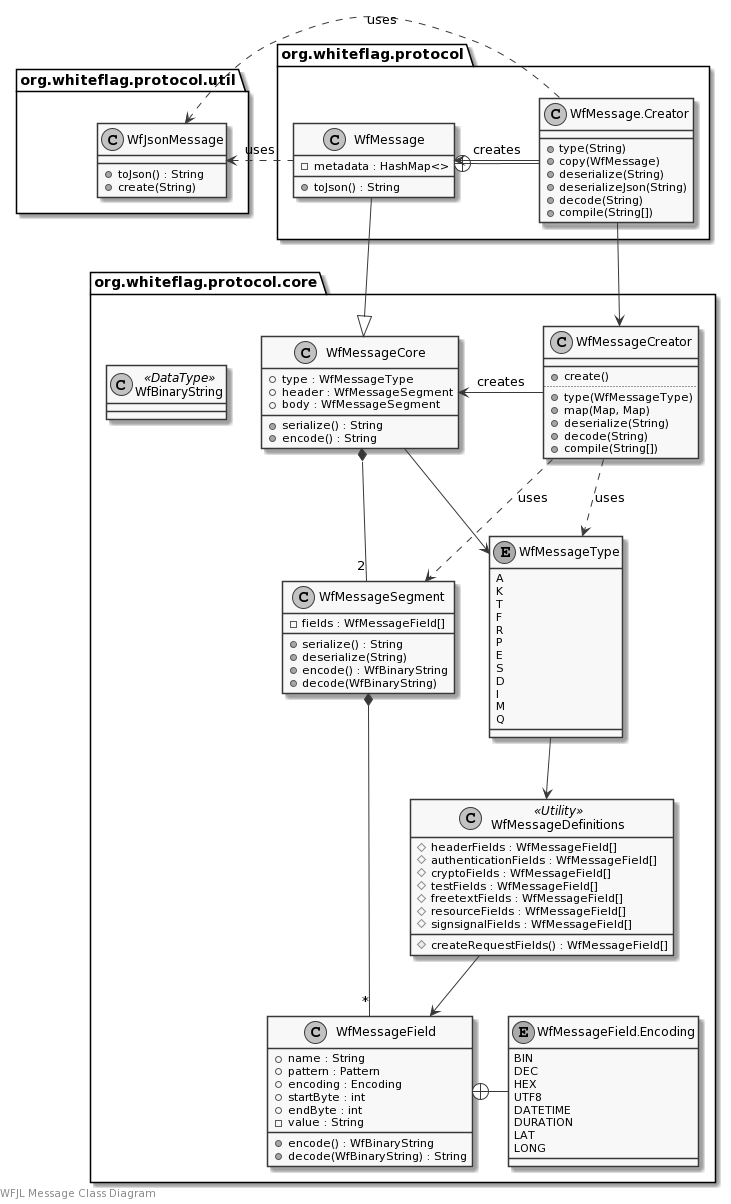 uses
org.whiteflag.protocol
org.whiteflag.protocol.util
C WfMessage.Creator
type(String)
copy(WfMessage)
deserialize(String)
deserializeJson(String)
decode(String)
compile(String[])
C WfJsonMessage
toJson() : String
create(String)
uses
C WfMessage
metadata : HashMap<>
toJson() : String
creates
org.whiteflag.protocol.core
C «DataType»
WfBinaryString
C WfMessageCore
type : WfMessageType
header : WfMessageSegment
body : WfMessageSegment
serialize() : String
encode() : String
creates
C WfMessageCreator
create()
type(WfMessageType)
map(Map, Map)
deserialize(String)
decode(String)
compile(String[])
uses
uses
2
C WfMessageSegment
fields : WfMessageField[]
serialize() : String
deserialize(String)
encode() : WfBinaryString
decode(WfBinaryString)
E WfMessageType
A
K
T
F
R
P
E
S
D
I
M
Q
C «Utility»
WfMessageDefinitions
headerFields : WfMessageField[]
authenticationFields : WfMessageField[]
cryptoFields : WfMessageField[]
testFields : WfMessageField[]
freetextFields : WfMessageField[]
resourceFields : WfMessageField[]
signsignalFields : WfMessageField[]
createRequestFields() : WfMessageField[]
*
C WfMessageField
name : String
pattern : Pattern
encoding : Encoding
startByte : int
endByte : int
value : String
encode() : WfBinaryString
decode(WfBinaryString) : String
E WfMessageField.Encoding
BIN
DEC
HEX
UTF8
DATETIME
DURATION
LAT
LONG
WFJL Message Class Diagram